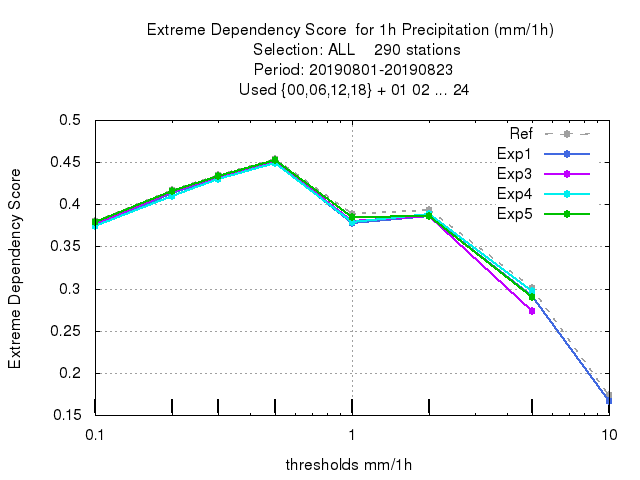 Extreme Dependency Score  for 1h Precipitation (mm/1h)
Selection: ALL    290 stations
Period: 20190801-20190823
Used {00,06,12,18} + 01 02 ... 24
Extreme Dependency Score
0.5
0.45
0.4
0.35
0.3
0.25
0.2
0.15
Ref
Exp1
Exp3
Exp4
Exp5
0.1
1
10
thresholds mm/1h